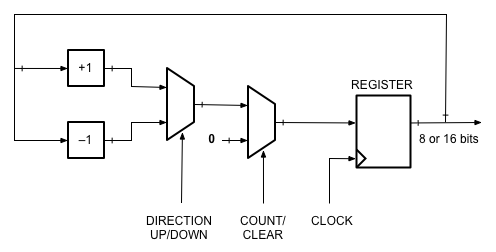 REGISTER
+1
–1
0
8 or 16 bits
DIRECTION
UP/DOWN
COUNT/
CLEAR
CLOCK